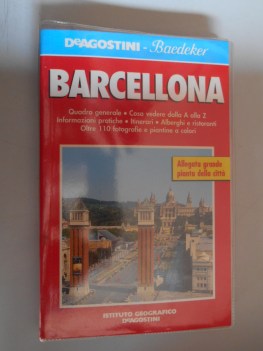 DeAGOSTINI - Baedeker
BARCELLONA
Quadro generale • Cosa vedere dalla A alla Z
Informazioni pratiche • Itinerari • Alberghi e ristoranti
Oltre 110 fotografie e piantine a colori
Allegata grande
pianta della città
ISTITUTO GEOGRAFICO
DeAGOSTINI